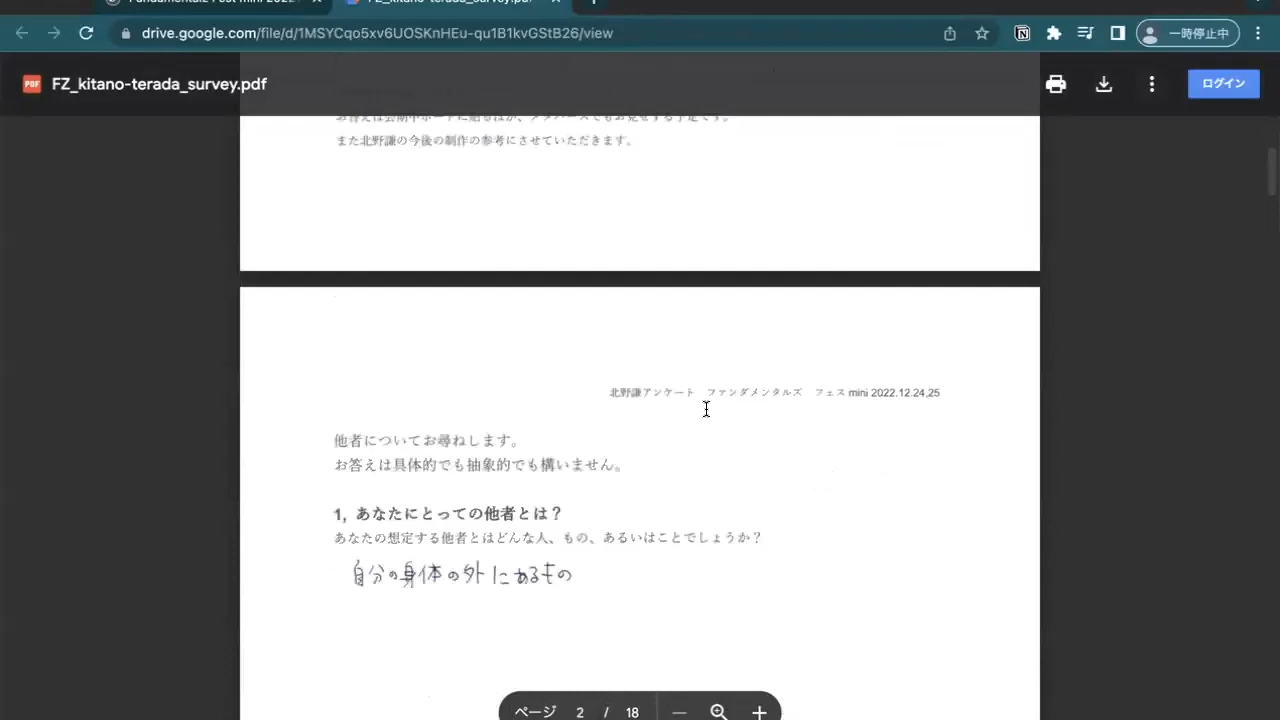 FZ_kitano-terada_survey.pdf
drive.google.com/file/d/1MSYCqo5xv6UOSKnHEu-qu1B1kvGStB26/view
一時停止中
PDF
FZ_kitano-terada_survey.pdf
ログイン
また北野謙の今後の制作の参考にさせていただきます。
北野謙アンケート ファンダメンタルズ フェス mini 2022.12.24,25
他者についてお尋ねします。
お答えは具体的でも抽象的でも構いません。
1, あなたにとっての他者とは？
あなたの想定する他者とはどんな人、もの、あるいはことでしょうか？
自分の身体の外にあるもの
ページ 2 / 18